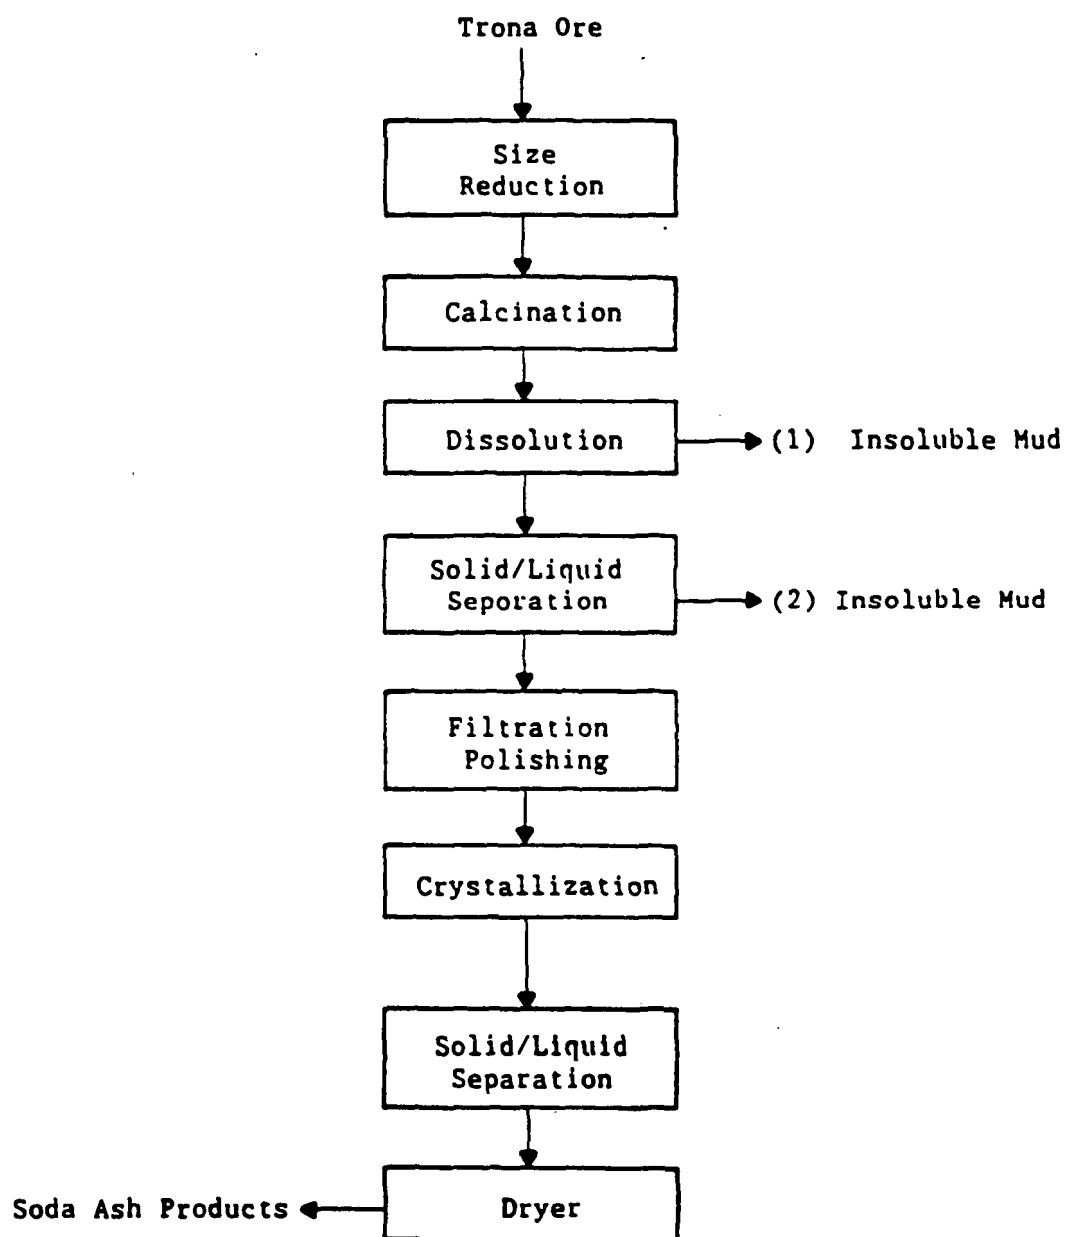 Trona Ore
Size
Reduction
Calcination
Dissolution
(1) Insoluble Mud
Solid/Liquid
Seporation
(2) Insoluble Mud
Filtration
Polishing
Crystallization
Solid/Liquid
Separation
Soda Ash Products
Dryer